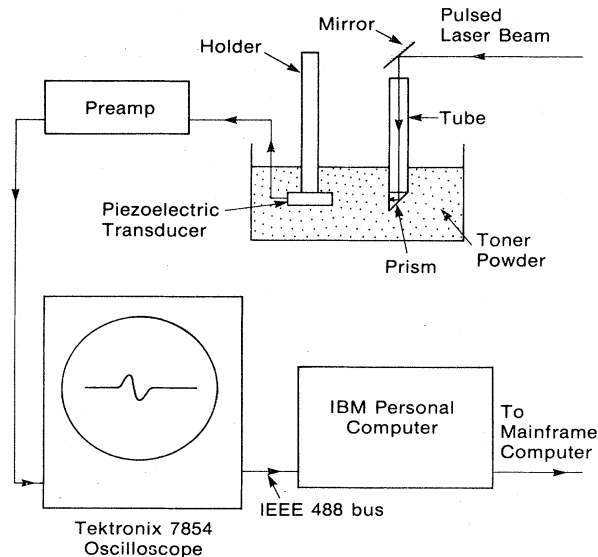 Pulsed
Laser Beam
Mirror
Holder
Preamp
Tube
Piezoelectric
Transducer
Prism
Toner
Powder
IBM Personal
Computer
To
Mainframe
Computer
IEEE 488 bus
Tektronix 7854
Oscilloscope